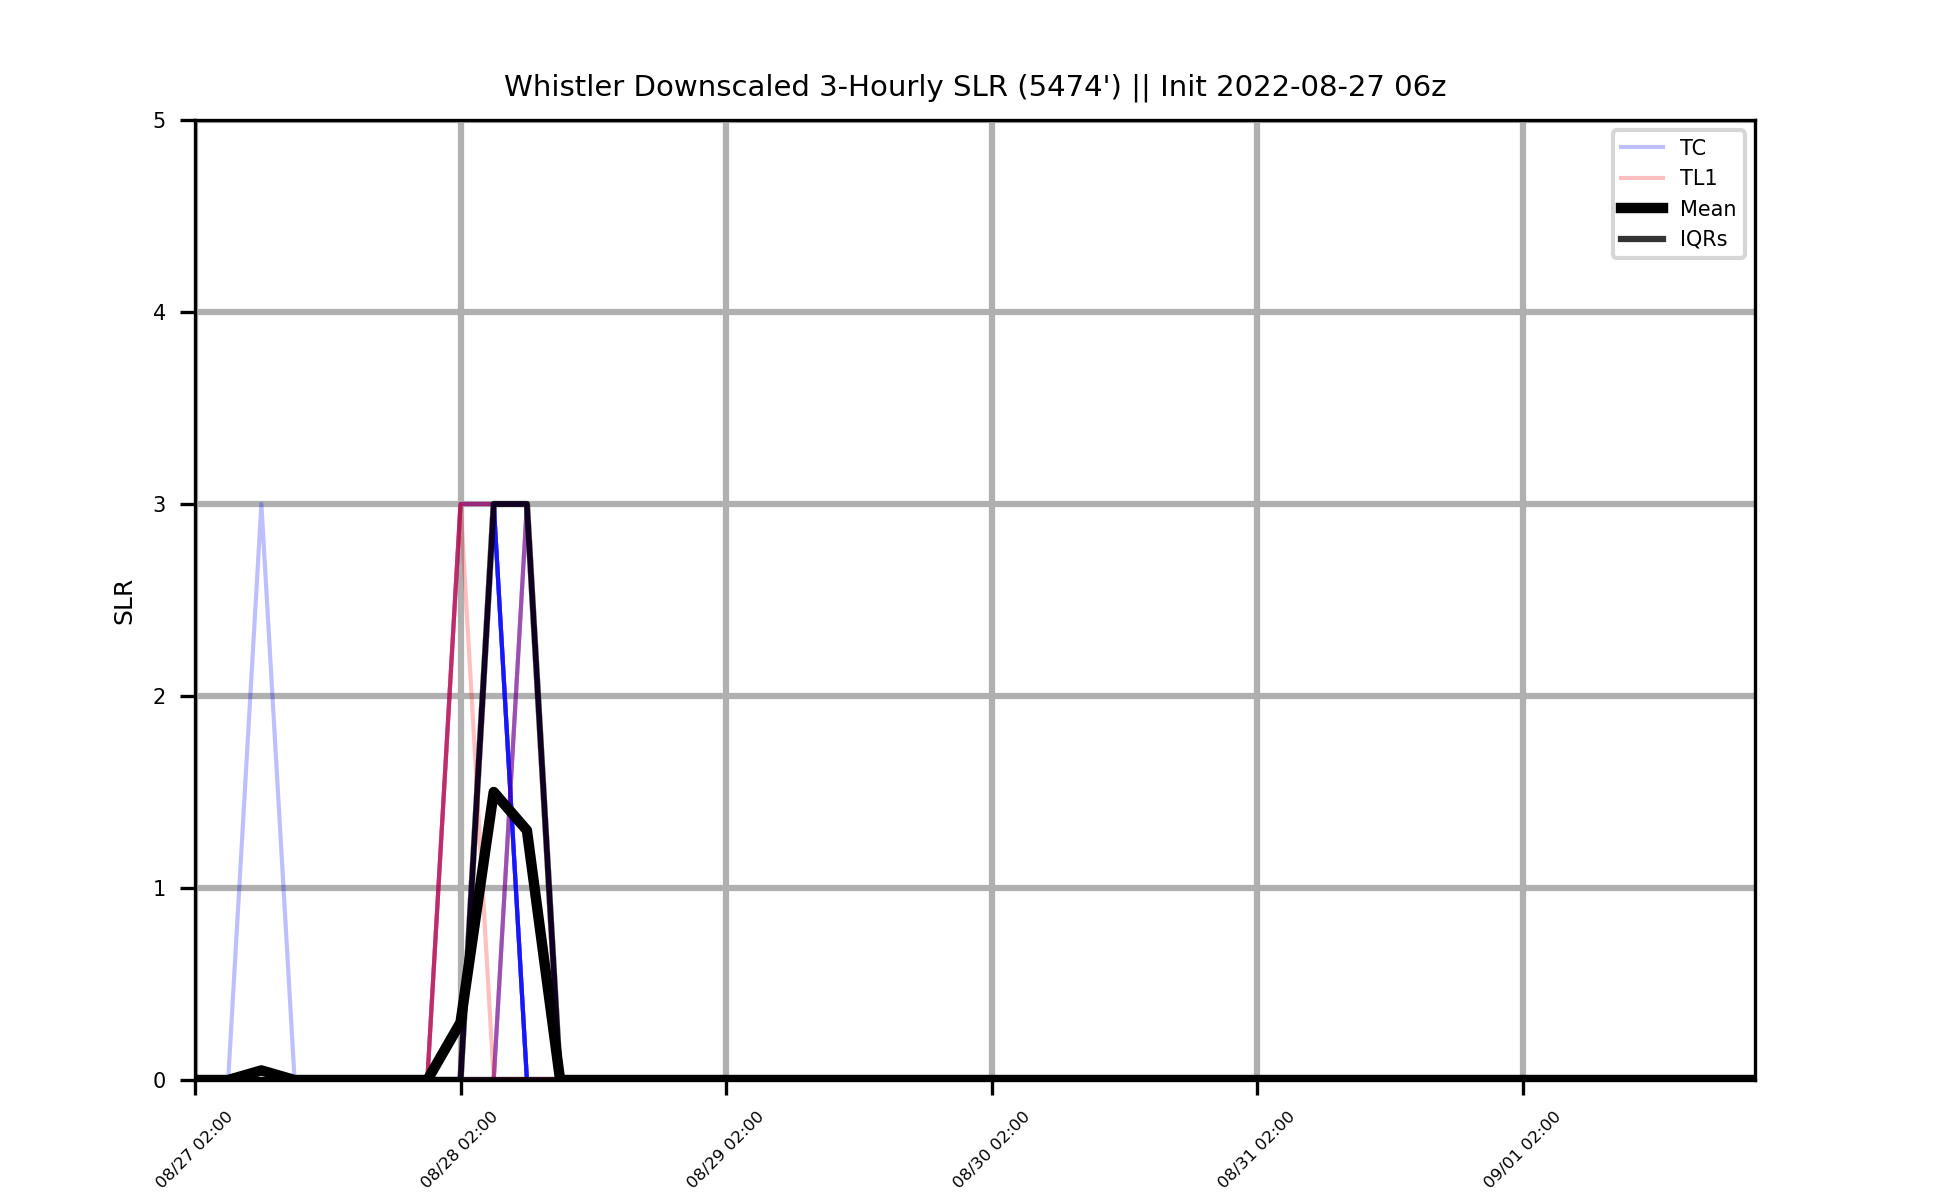 Whistler Downscaled 3-Hourly SLR (5474') || Init 2022-08-27 06z
5
4
3
2
1
0
SLR
TC
TL1
Mean
IQRs
08/27 02:00
08/28 02:00
08/29 02:00
08/30 02:00
08/31 02:00
09/01 02:00